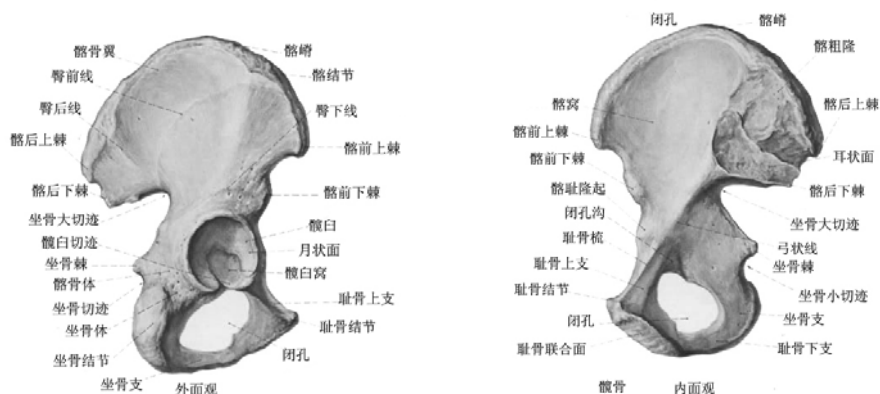 髂骨翼
臀前线
臀后线
髂后上棘
髂后下棘
坐骨大切迹
髋臼切迹
坐骨棘
髂骨体
坐骨切迹
坐骨体
坐骨结节
坐骨支
外面观
髂嵴
髂结节
臀下线
髂前上棘
髂前下棘
髋臼
月状面
髋臼窝
耻骨上支
耻骨结节
闭孔
闭孔
髂窝
髂前上棘
髂前下棘
髂耻隆起
闭孔沟
耻骨梳
耻骨上支
耻骨结节
闭孔
耻骨联合面
髋骨
内面观
髂嵴
髂粗隆
髂后上棘
耳状面
髂后下棘
坐骨大切迹
弓状线
坐骨棘
坐骨小切迹
坐骨支
耻骨下支